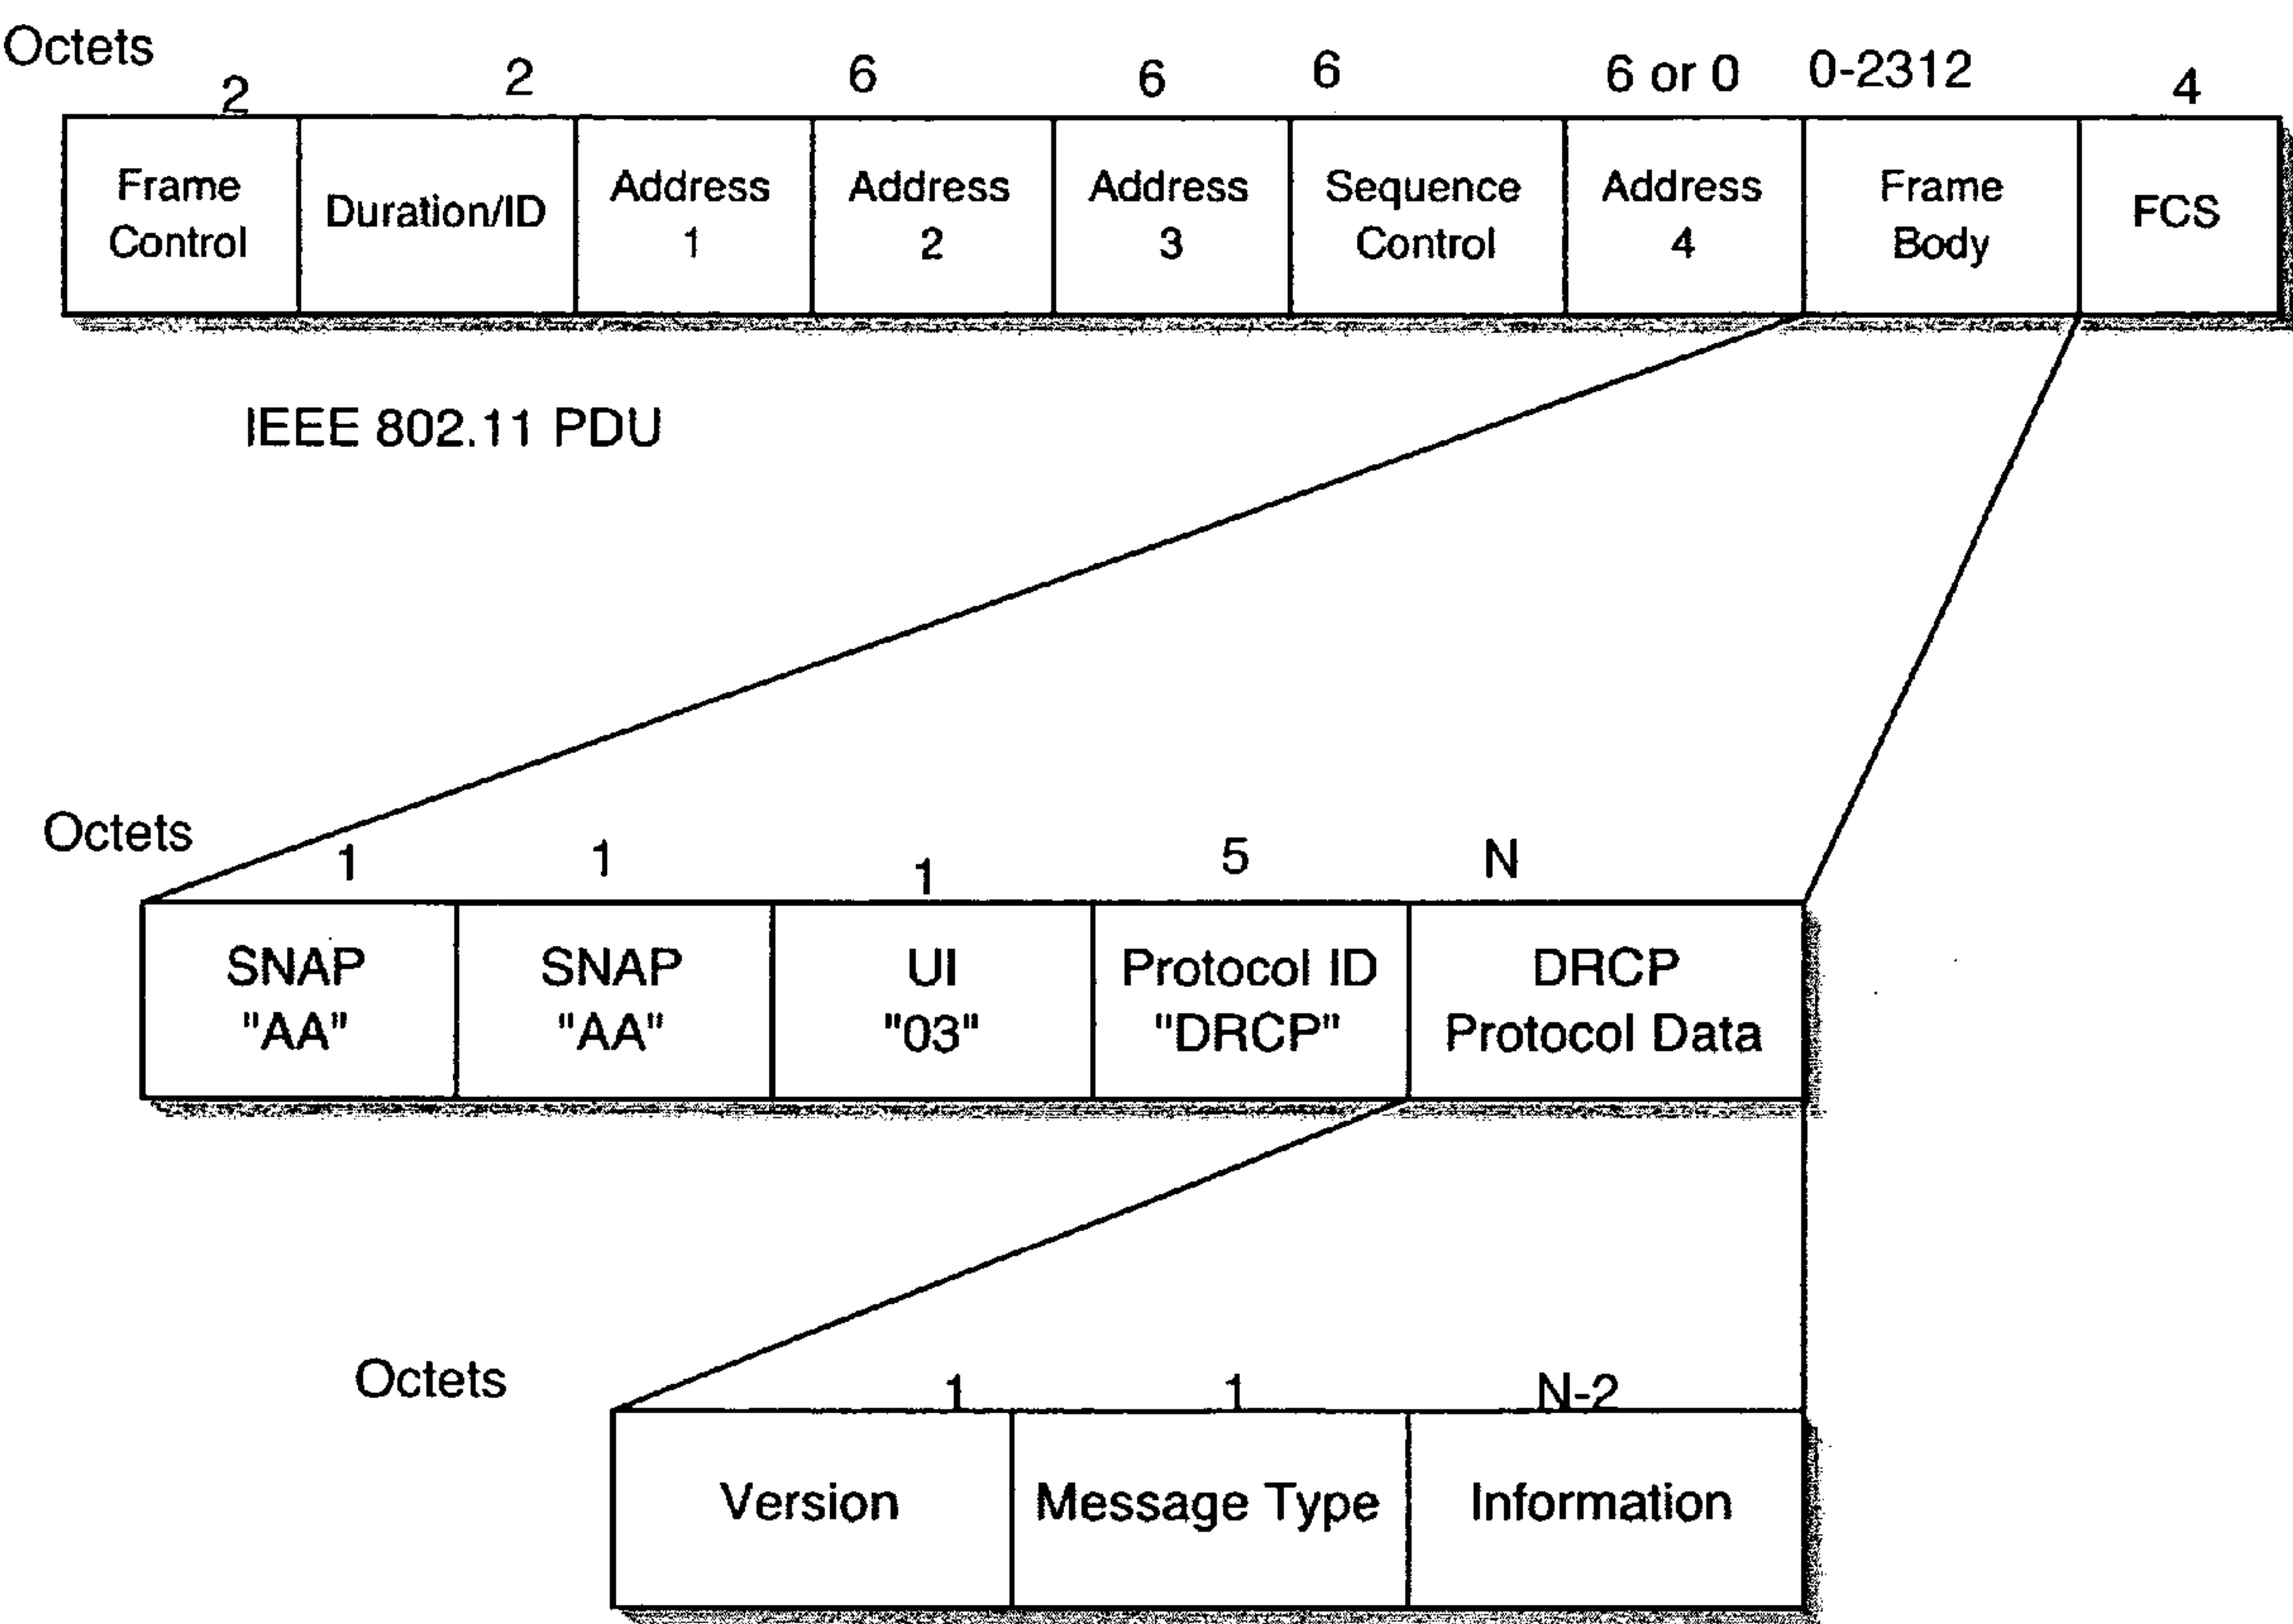 Octets
2 2 6 6 6 6 or 0 0-2312 4
Frame Control
Duration/ID
Address 1
Address 2
Address 3
Sequence Control
Address 4
Frame Body
FCS
IEEE 802.11 PDU
Octets
1 1 1 5 N
SNAP "AA"
SNAP "AA"
UI "03"
Protocol ID "DRCP"
DRCP Protocol Data
Octets
1 1 N-2
Version
Message Type
Information